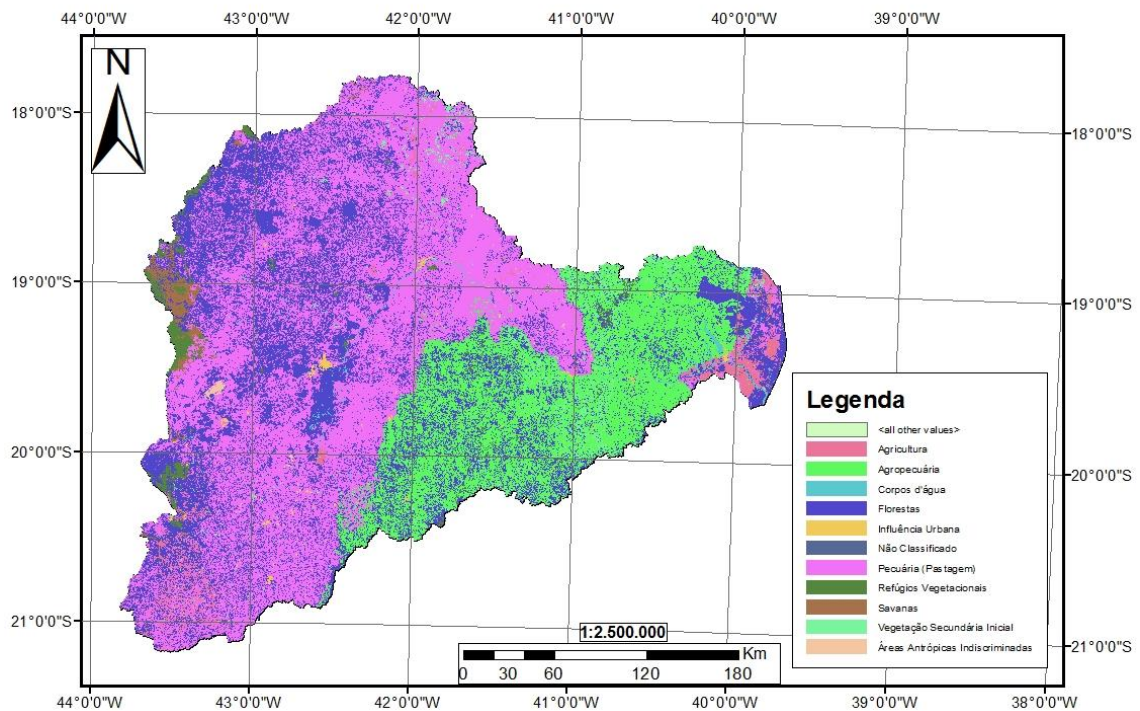 44°0'0"W 43°0'0"W 42°0'0"W 41°0'0"W 40°0'0"W 39°0'0"W
N
18°0'0"S 18°0'0"S
19°0'0"S 19°0'0"S
20°0'0"S 20°0'0"S
21°0'0"S 21°0'0"S
Legenda
<all other values>
Agricultura
Agropecuária
Corpos d'água
Florestas
Influência Urbana
Não Classificado
Pecuária (Pastagem)
Refúgios Vegetacionais
Savanas
Vegetação Secundária Inicial
Áreas Antrópicas Indiscriminadas
1:2.500.000
Km
0 30 60 120 180
44°0'0"W 43°0'0"W 42°0'0"W 41°0'0"W 40°0'0"W 39°0'0"W 38°0'0"W